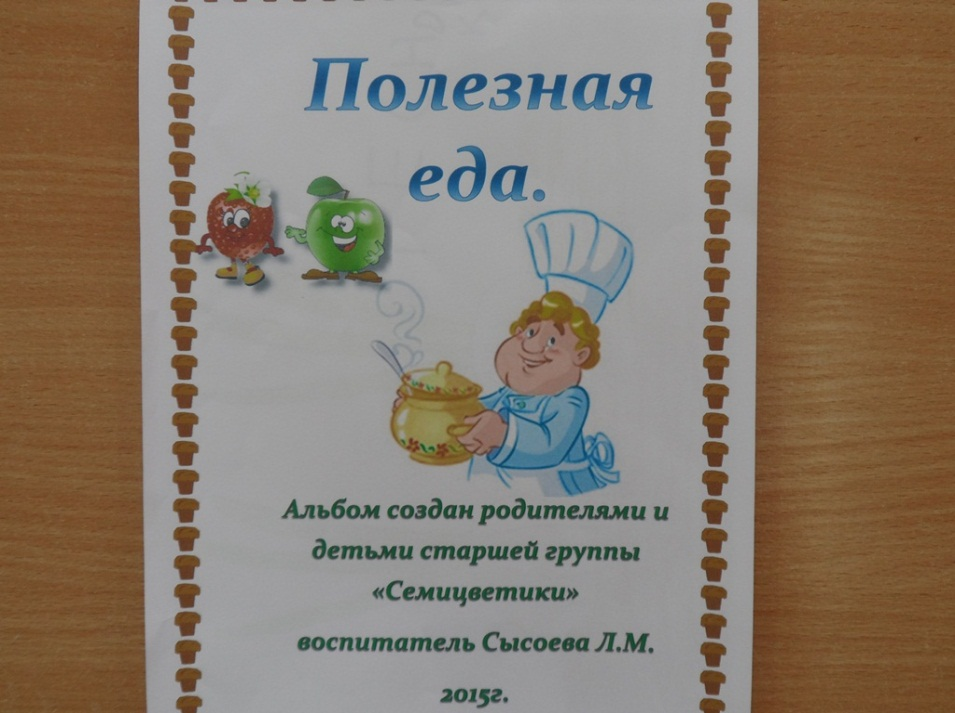 Полезная
еда.
Альбом создан родителями и
детьми старшей группы
«Семицветики»
воспитатель Сысоева Л.М.
2015г.